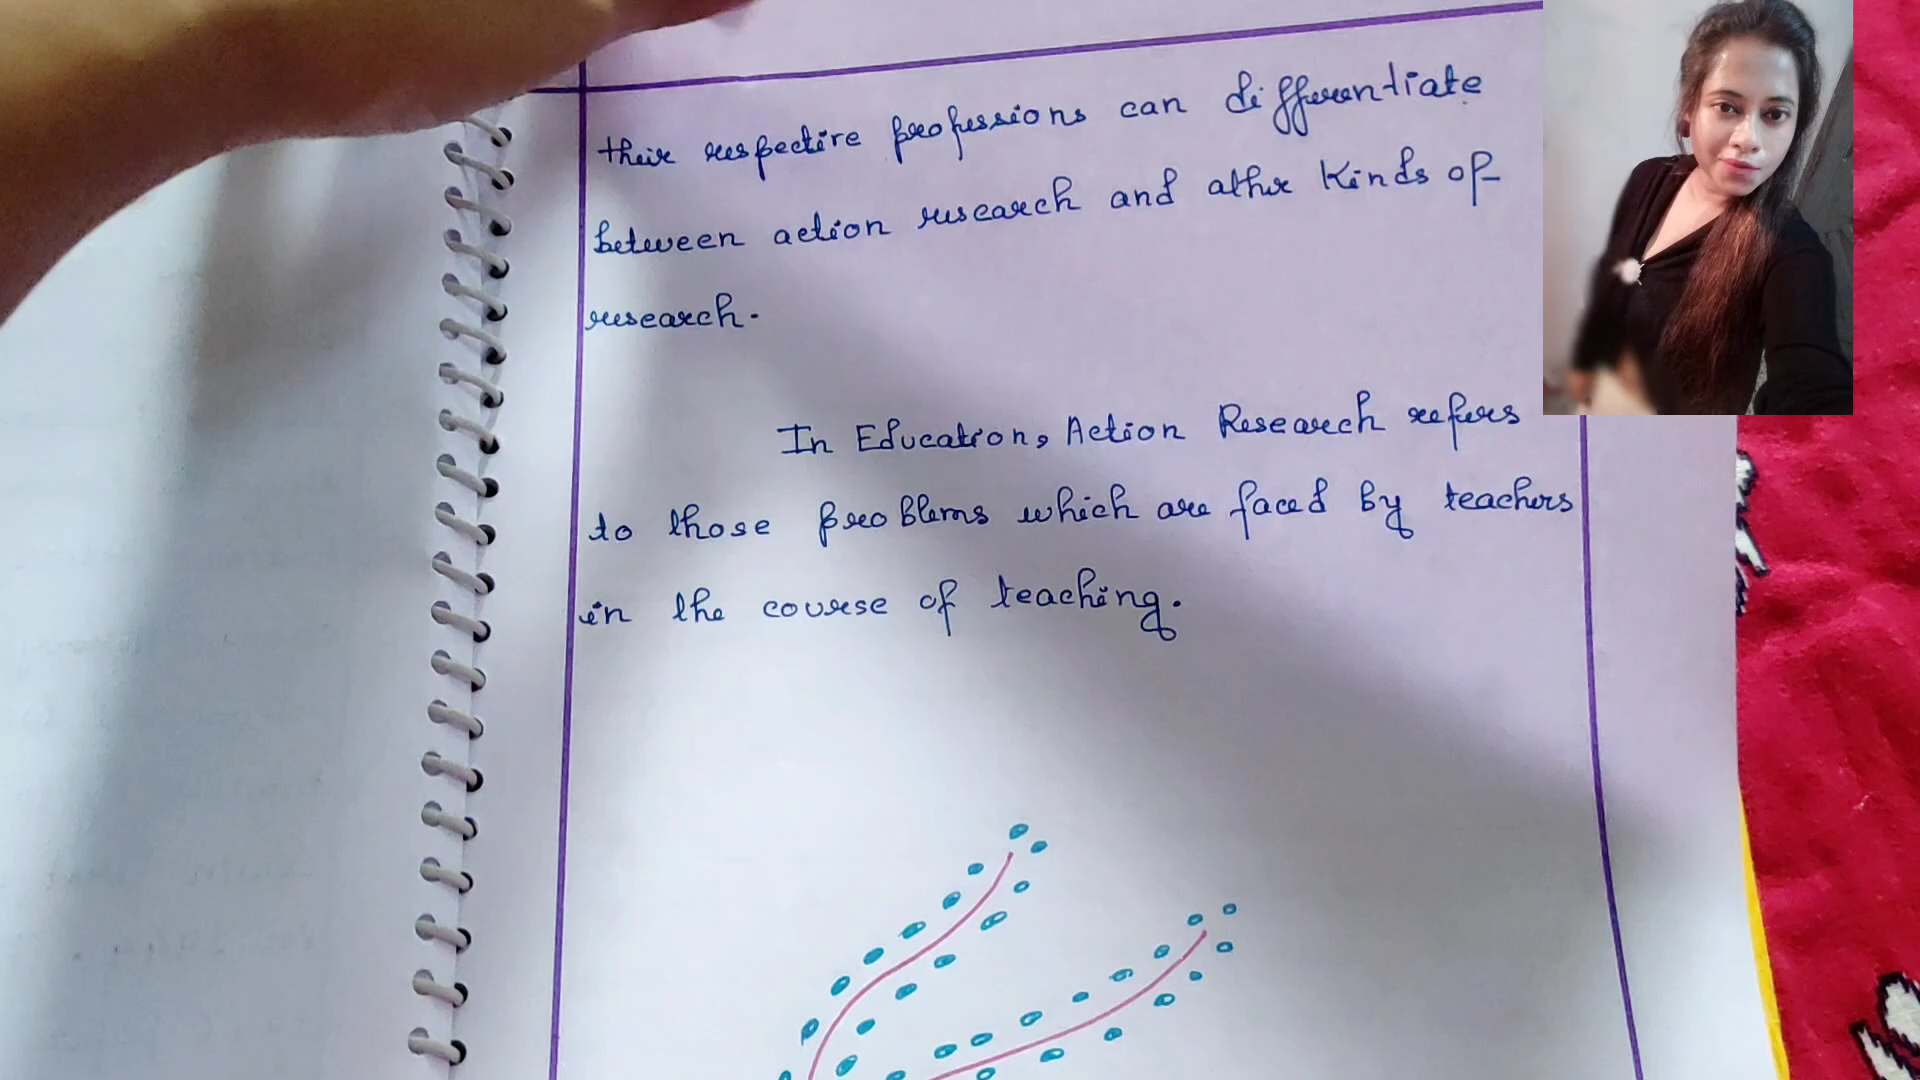 their respective professions can differentiate
between action research and other kinds of
research.
In Education, Action Research refers
to those problems which are faced by teachers
in the course of teaching.